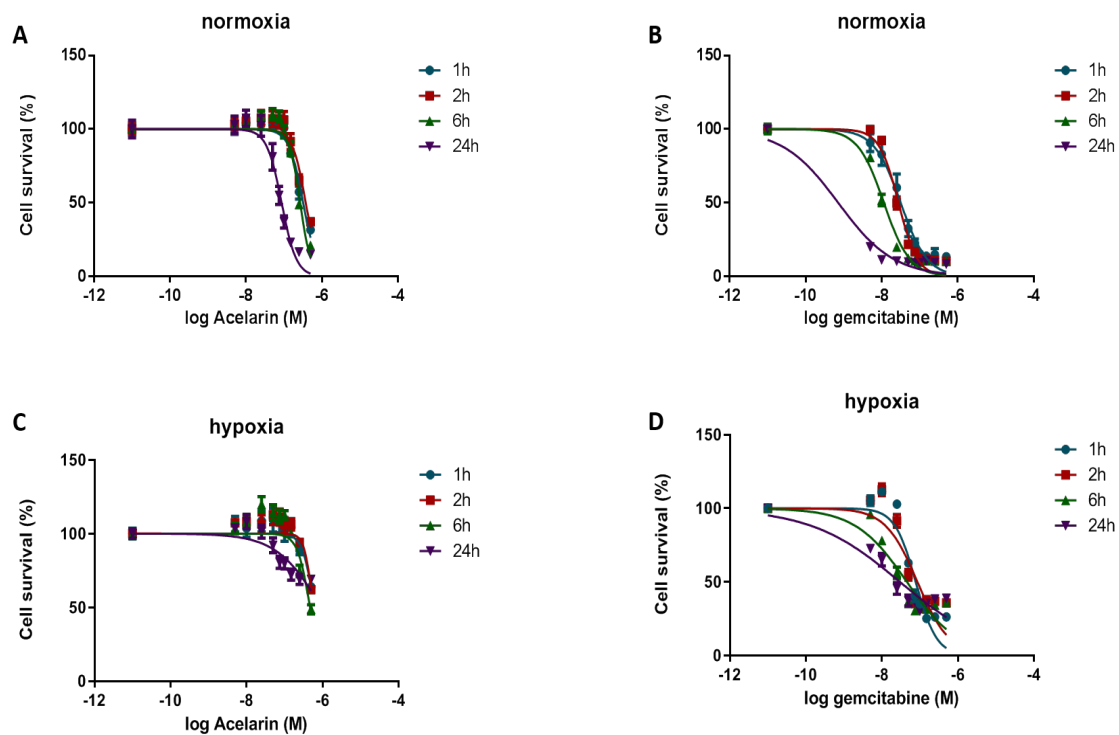 A
normoxia
150
100
50
0
Cell survival (%)
-12 -10 -8 -6 -4
log Acelarin (M)
1h
2h
6h
24h
B
normoxia
150
100
50
0
Cell survival (%)
-12 -10 -8 -6 -4
log gemcitabine (M)
1h
2h
6h
24h
C
hypoxia
150
100
50
0
Cell survival (%)
-12 -10 -8 -6 -4
log Acelarin (M)
1h
2h
6h
24h
D
hypoxia
150
100
50
0
Cell survival (%)
-12 -10 -8 -6 -4
log gemcitabine (M)
1h
2h
6h
24h